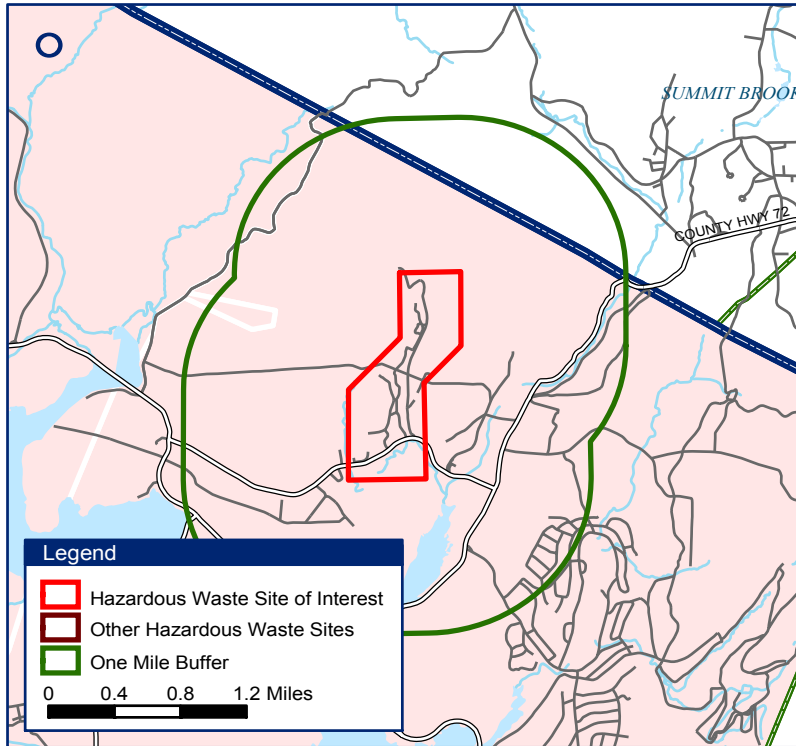 SUMMIT BROOK
COUNTY HWY 72
Legend
Hazardous Waste Site of Interest
Other Hazardous Waste Sites
One Mile Buffer
0 0.4 0.8 1.2 Miles